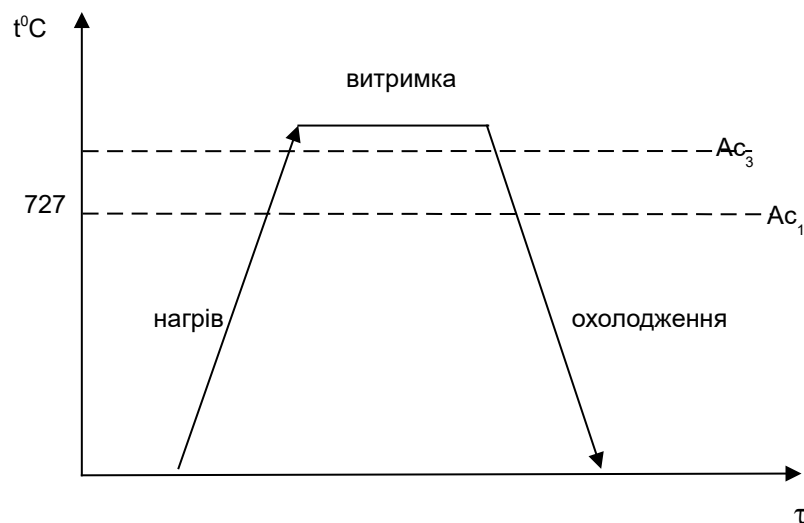 t⁰C
витримка
Ac₃
727
Ac₁
нагрів
охолодження
τ